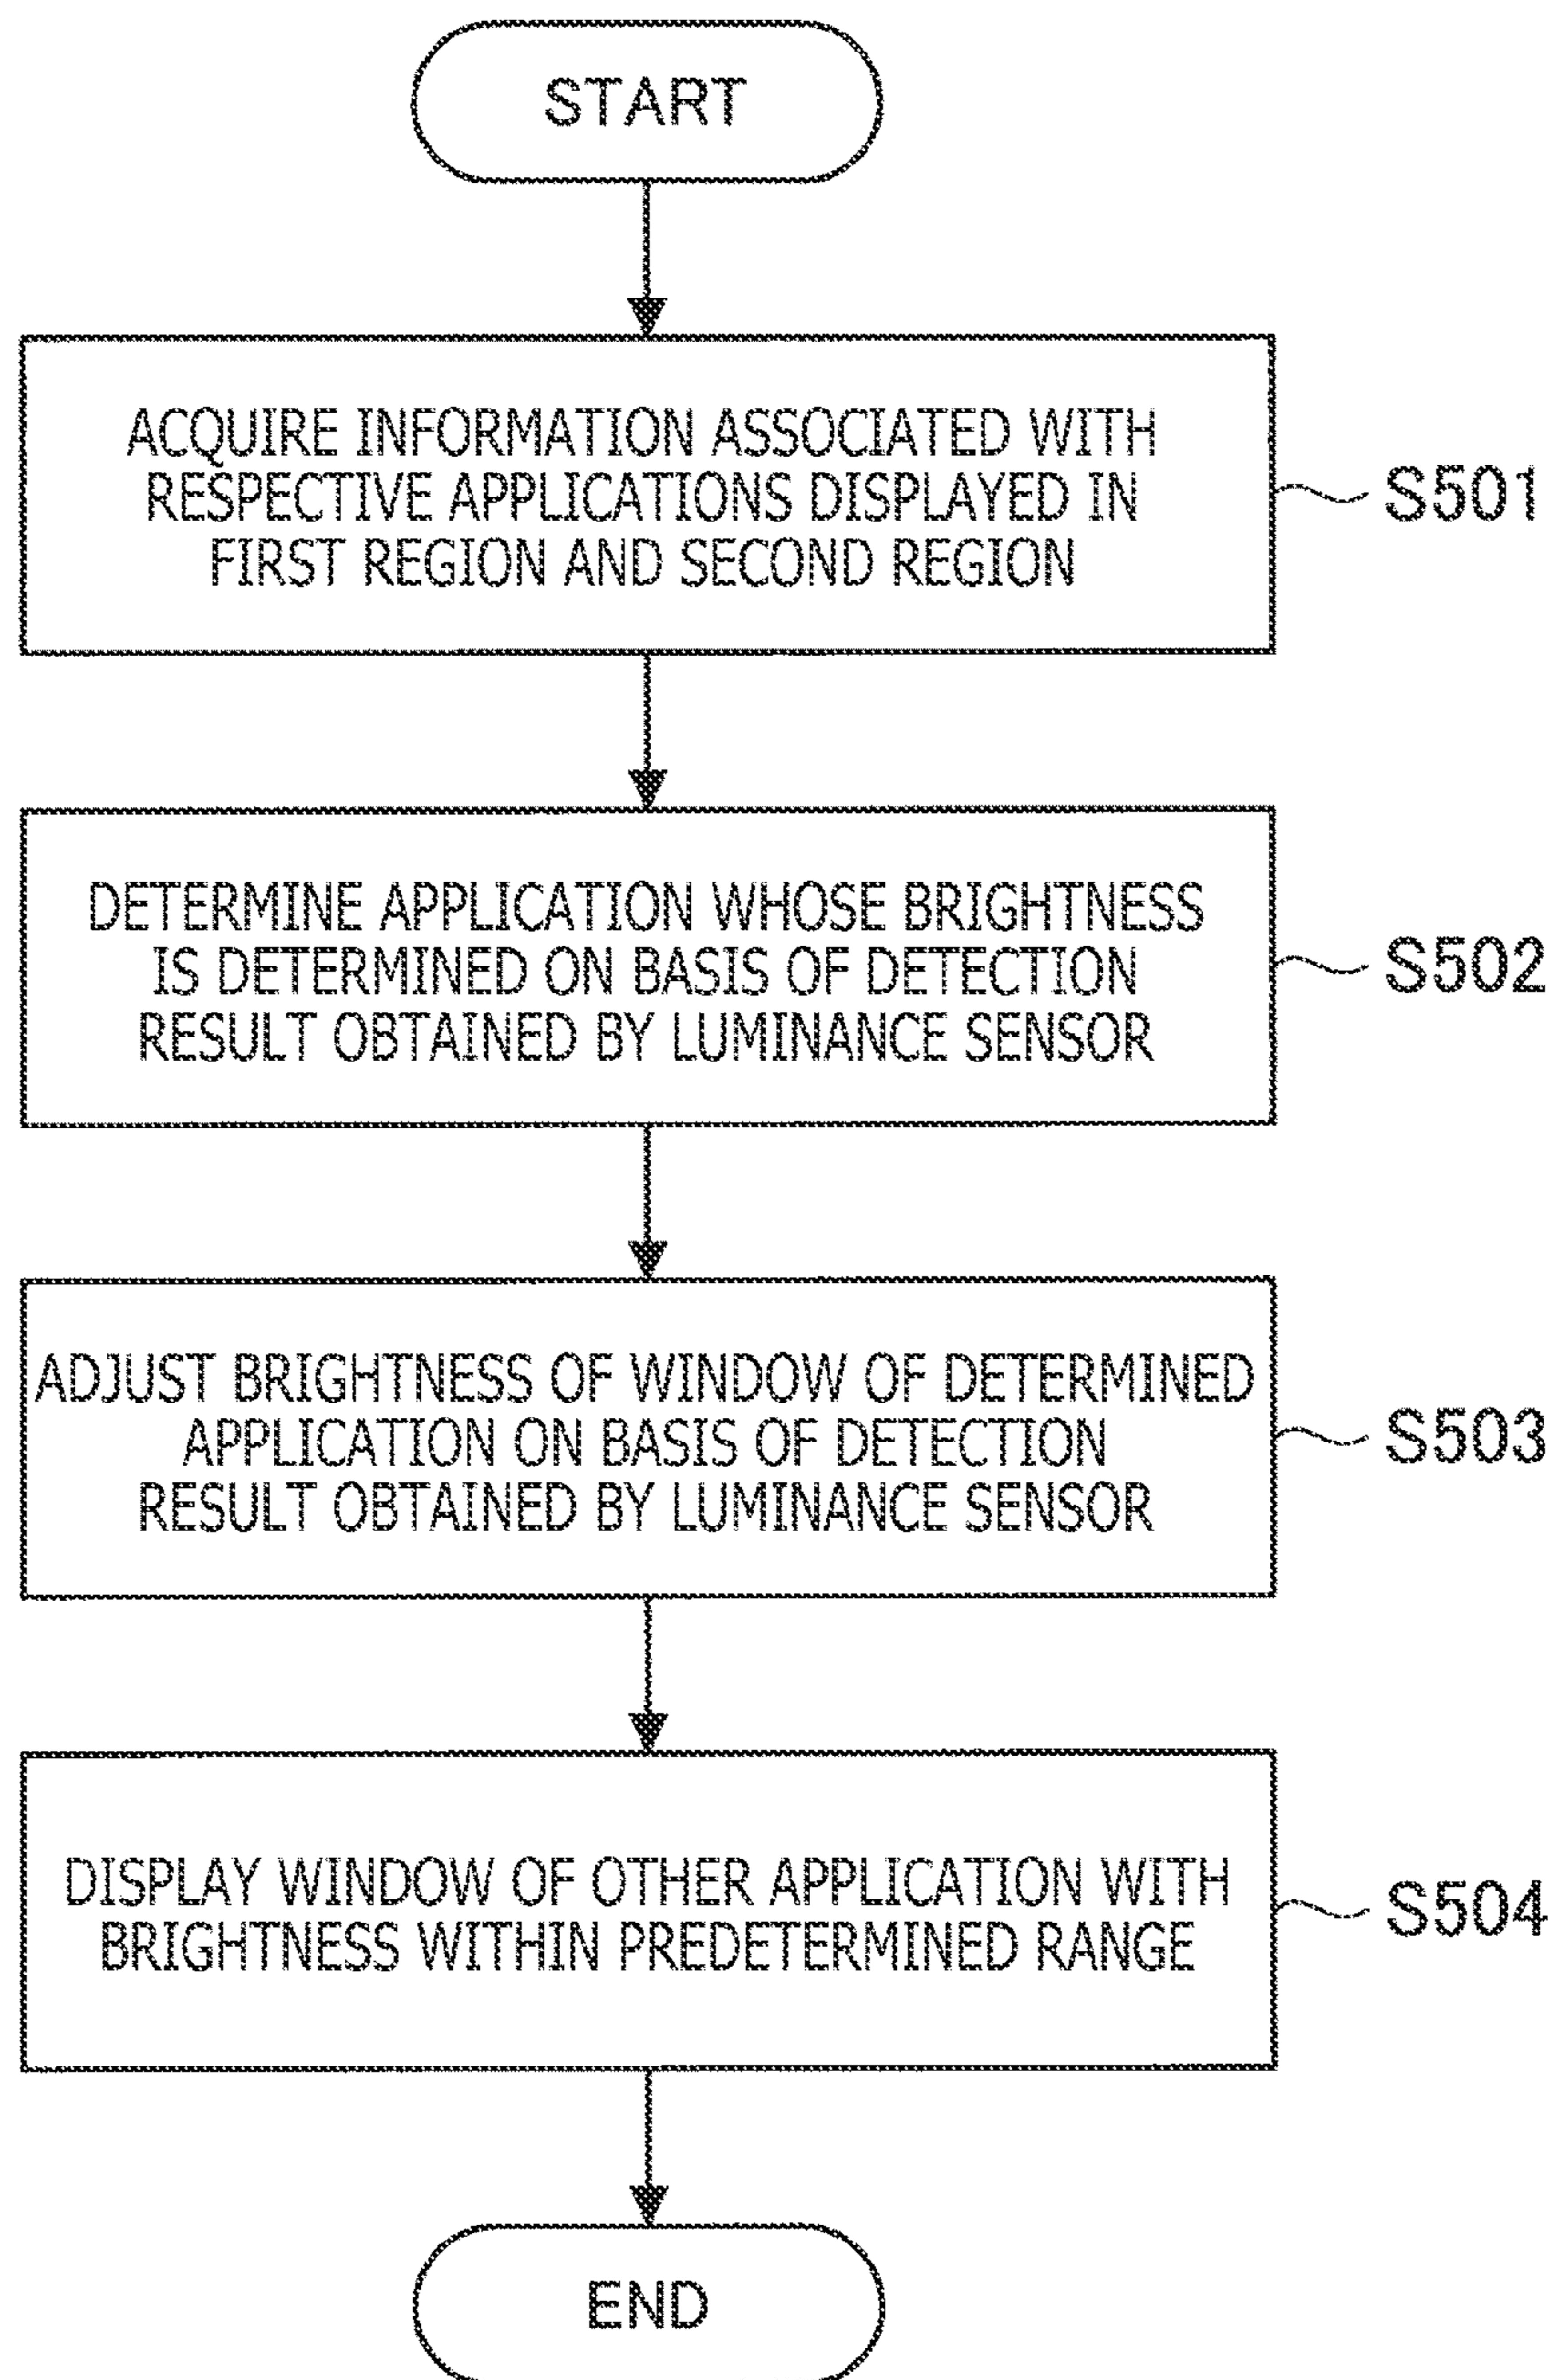 START
ACQUIRE INFORMATION ASSOCIATED WITH
RESPECTIVE APPLICATIONS DISPLAYED IN
FIRST REGION AND SECOND REGION
S501
DETERMINE APPLICATION WHOSE BRIGHTNESS
IS DETERMINED ON BASIS OF DETECTION
RESULT OBTAINED BY LUMINANCE SENSOR
S502
ADJUST BRIGHTNESS OF WINDOW OF DETERMINED
APPLICATION ON BASIS OF DETECTION
RESULT OBTAINED BY LUMINANCE SENSOR
S503
DISPLAY WINDOW OF OTHER APPLICATION WITH
BRIGHTNESS WITHIN PREDETERMINED RANGE
S504
END